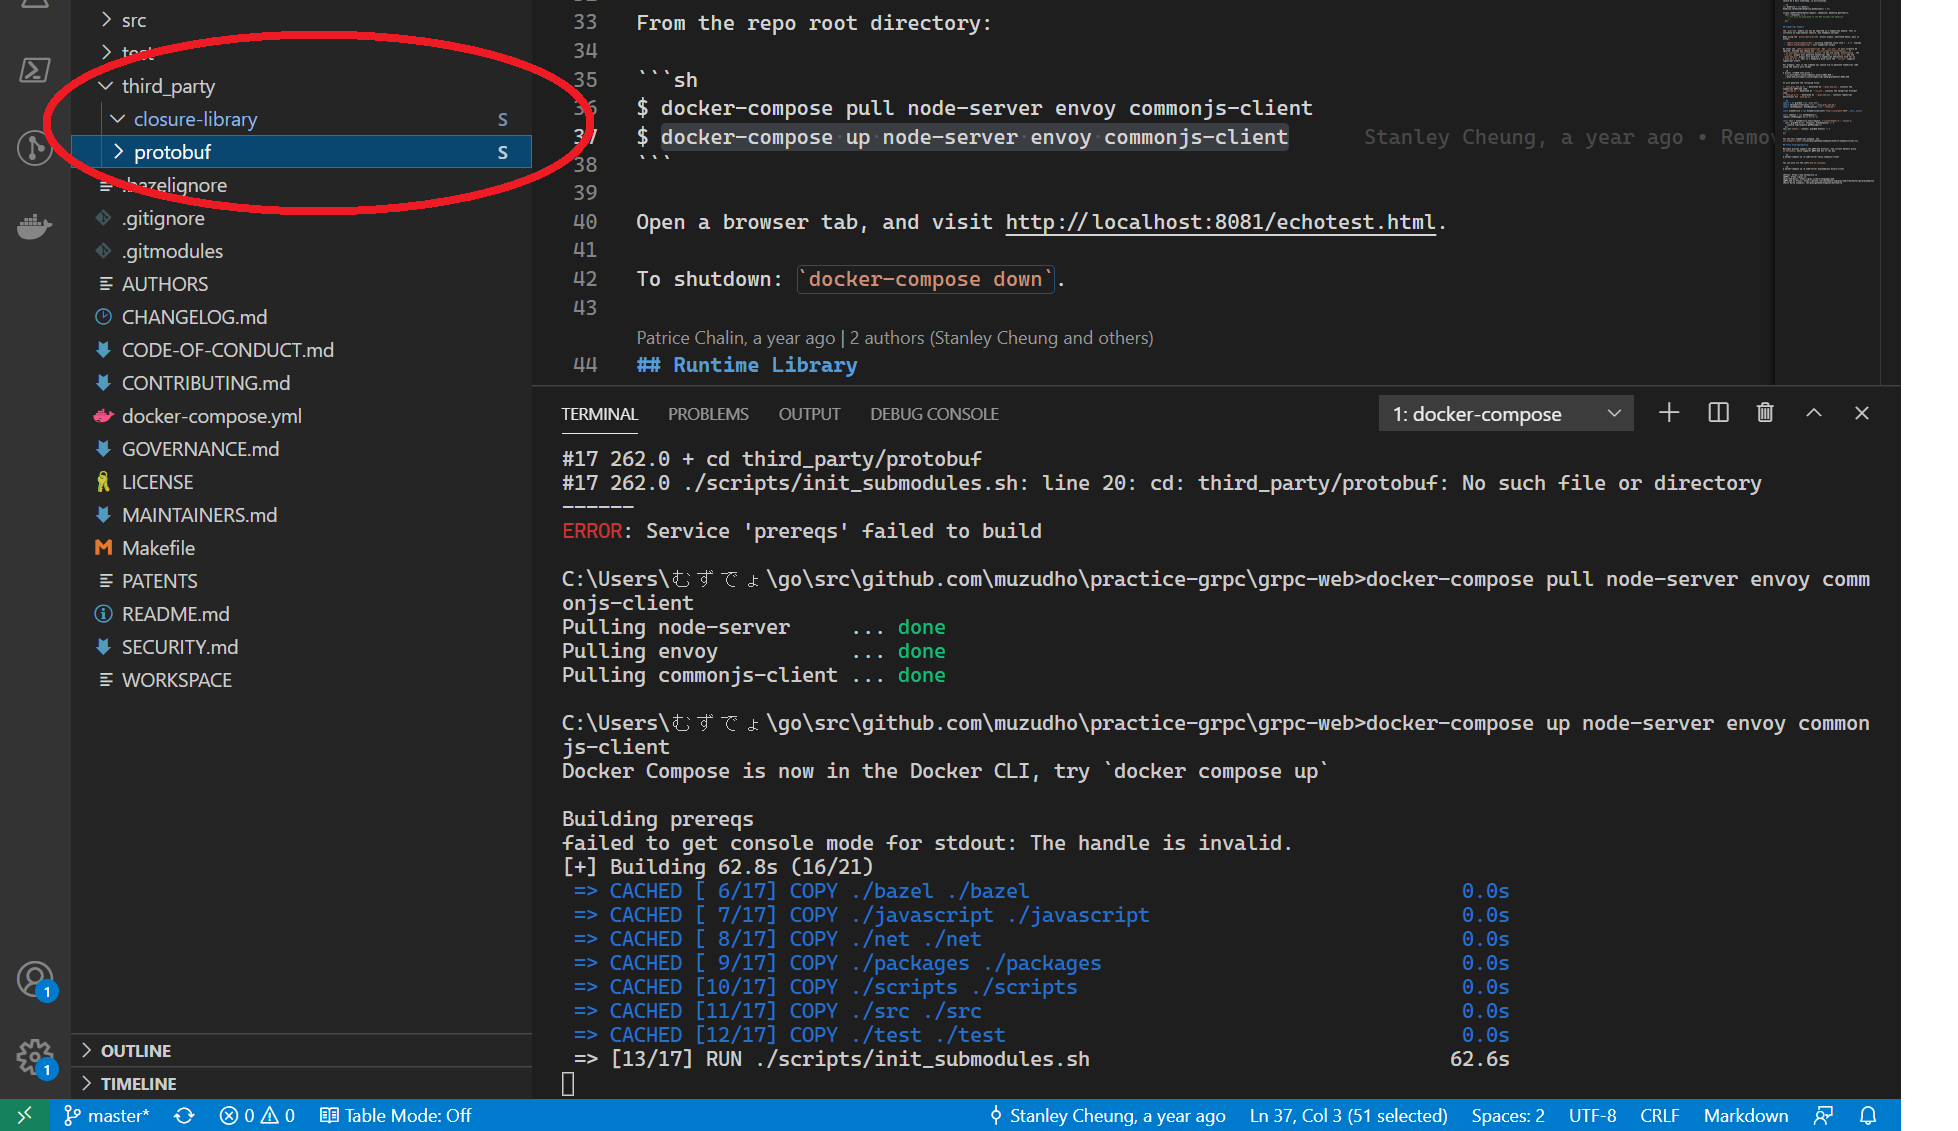 src
test
third_party
closure-library S
protobuf S
.bazelignore
.gitignore
.gitmodules
AUTHORS
CHANGELOG.md
CODE-OF-CONDUCT.md
CONTRIBUTING.md
docker-compose.yml
GOVERNANCE.md
LICENSE
MAINTAINERS.md
Makefile
PATENTS
README.md
SECURITY.md
WORKSPACE
OUTLINE
TIMELINE
1
1
33 From the repo root directory:
34
35 ```sh
36 $ docker-compose pull node-server envoy commonjs-client
37 $ docker-compose up node-server envoy commonjs-client Stanley Cheung, a year ago • Remov
38 ```
39
40 Open a browser tab, and visit http://localhost:8081/echotest.html.
41
42 To shutdown: `docker-compose down`.
43
Patrice Chalin, a year ago | 2 authors (Stanley Cheung and others)
44 ## Runtime Library
TERMINAL PROBLEMS OUTPUT DEBUG CONSOLE 1: docker-compose
#17 262.0 + cd third_party/protobuf
#17 262.0 ./scripts/init_submodules.sh: line 20: cd: third_party/protobuf: No such file or directory
------
ERROR: Service 'prereqs' failed to build
C:\Users\むずでょ\go\src\github.com\muzudho\practice-grpc\grpc-web>docker-compose pull node-server envoy comm
onjs-client
Pulling node-server ... done
Pulling envoy ... done
Pulling commonjs-client ... done
C:\Users\むずでょ\go\src\github.com\muzudho\practice-grpc\grpc-web>docker-compose up node-server envoy common
js-client
Docker Compose is now in the Docker CLI, try `docker compose up`
Building prereqs
failed to get console mode for stdout: The handle is invalid.
[+] Building 62.8s (16/21)
=> CACHED [ 6/17] COPY ./bazel ./bazel 0.0s
=> CACHED [ 7/17] COPY ./javascript ./javascript 0.0s
=> CACHED [ 8/17] COPY ./net ./net 0.0s
=> CACHED [ 9/17] COPY ./packages ./packages 0.0s
=> CACHED [10/17] COPY ./scripts ./scripts 0.0s
=> CACHED [11/17] COPY ./src ./src 0.0s
=> CACHED [12/17] COPY ./test ./test 0.0s
=> [13/17] RUN ./scripts/init_submodules.sh 62.6s
master* 0 0 Table Mode: Off Stanley Cheung, a year ago Ln 37, Col 3 (51 selected) Spaces: 2 UTF-8 CRLF Markdown